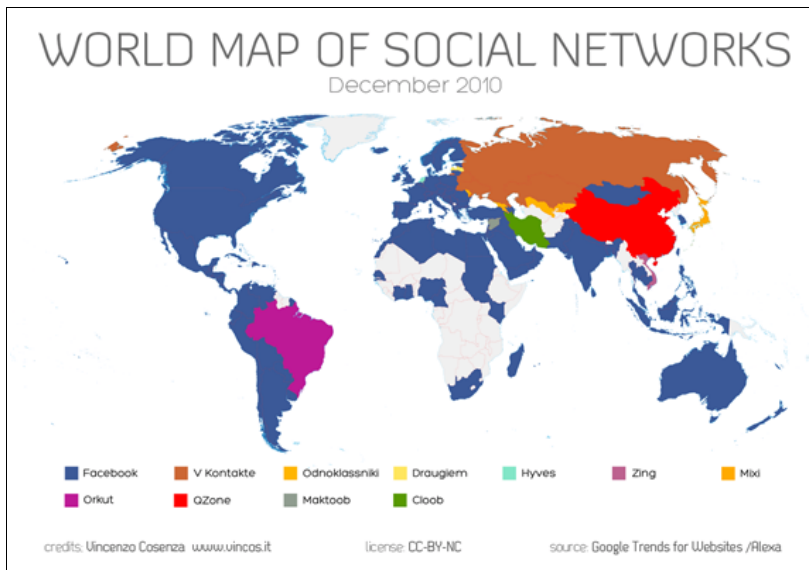 WORLD MAP OF SOCIAL NETWORKS
December 2010
Facebook V Kontakte Odnoklassniki Draugiem Hyves Zing Mixi
Orkut QZone Maktoob Cloob
credits: Vincenzo Cosenza www.vincos.it license: CC-BY-NC source: Google Trends for Websites /Alexa